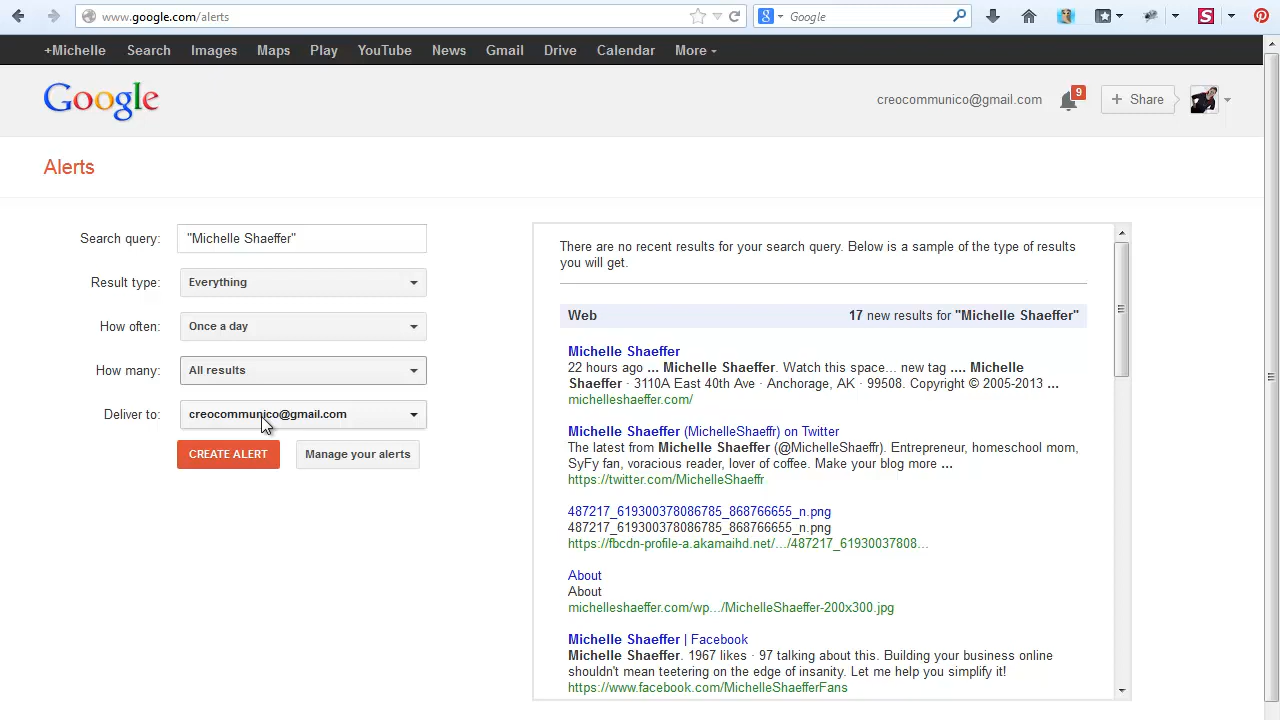 www.google.com/alerts
Google
+Michelle Search Images Maps Play YouTube News Gmail Drive Calendar More
Google
creocommunico@gmail.com 9 + Share
Alerts
Search query: "Michelle Shaeffer"
Result type: Everything
How often: Once a day
How many: All results
Deliver to: creocommunico@gmail.com
CREATE ALERT Manage your alerts
There are no recent results for your search query. Below is a sample of the type of results
you will get.
Web 17 new results for "Michelle Shaeffer"
Michelle Shaeffer
22 hours ago ... Michelle Shaeffer. Watch this space... new tag .... Michelle
Shaeffer · 3110A East 40th Ave · Anchorage, AK · 99508. Copyright © 2005-2013 ...
michelleshaeffer.com/
Michelle Shaeffer (MichelleShaeffr) on Twitter
The latest from Michelle Shaeffer (@MichelleShaeffr). Entrepreneur, homeschool mom,
SyFy fan, voracious reader, lover of coffee. Make your blog more ...
https://twitter.com/MichelleShaeffr
487217_619300378086785_868766655_n.png
487217_619300378086785_868766655_n.png
https://fbcdn-profile-a.akamaihd.net/.../487217_61930037808...
About
About
michelleshaeffer.com/wp.../MichelleShaeffer-200x300.jpg
Michelle Shaeffer | Facebook
Michelle Shaeffer. 1967 likes · 97 talking about this. Building your business online
shouldn't mean teetering on the edge of insanity. Let me help you simplify it!
https://www.facebook.com/MichelleShaefferFans